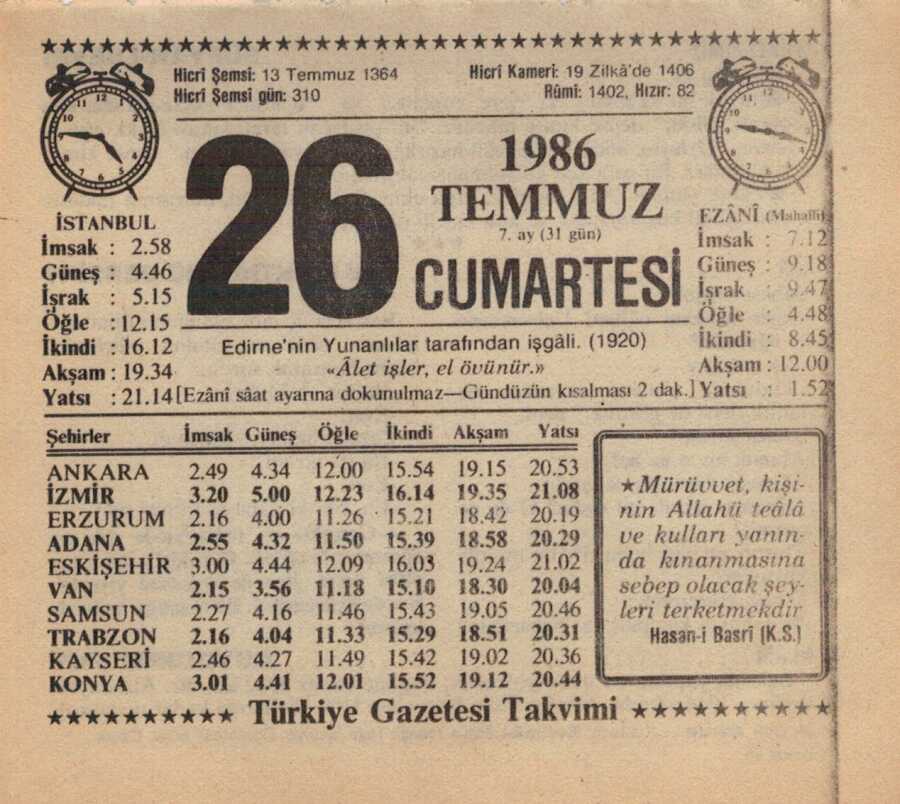 Hicrî Şemsî: 13 Temmuz 1364
Hicrî Şemsî gün: 310
Hicrî Kamerî: 19 Zilkâ'de 1406
Rûmî: 1402, Hızır: 82
26
1986
TEMMUZ
7. ay (31 gün)
CUMARTESİ
İSTANBUL
İmsak : 2.58
Güneş : 4.46
İşrak : 5.15
Öğle : 12.15
İkindi : 16.12
Akşam : 19.34
Yatsı : 21.14
EZÂNÎ (Mahallî)
İmsak : 7.12
Güneş : 9.18
İşrak : 9.47
Öğle : 4.48
İkindi : 8.45
Akşam : 12.00
Yatsı : 1.52
Edirne'nin Yunanlılar tarafından işgâli. (1920)
«Âlet işler, el övünür.»
[Ezânî sâat ayarına dokunulmaz—Gündüzün kısalması 2 dak.]
Şehirler İmsak Güneş Öğle İkindi Akşam Yatsı
ANKARA 2.49 4.34 12.00 15.54 19.15 20.53
İZMİR 3.20 5.00 12.23 16.14 19.35 21.08
ERZURUM 2.16 4.00 11.26 15.21 18.42 20.19
ADANA 2.55 4.32 11.50 15.39 18.58 20.29
ESKİŞEHİR 3.00 4.44 12.09 16.03 19.24 21.02
VAN 2.15 3.56 11.18 15.10 18.30 20.04
SAMSUN 2.27 4.16 11.46 15.43 19.05 20.46
TRABZON 2.16 4.04 11.33 15.29 18.51 20.31
KAYSERİ 2.46 4.27 11.49 15.42 19.02 20.36
KONYA 3.01 4.41 12.01 15.52 19.12 20.44
★Mürüvvet, kişi-
nin Allahü teâlâ
ve kulları yanın-
da kınanmasına
sebep olacak şey-
leri terketmekdir
Hasan-i Basrî (K.S.)
Türkiye Gazetesi Takvimi